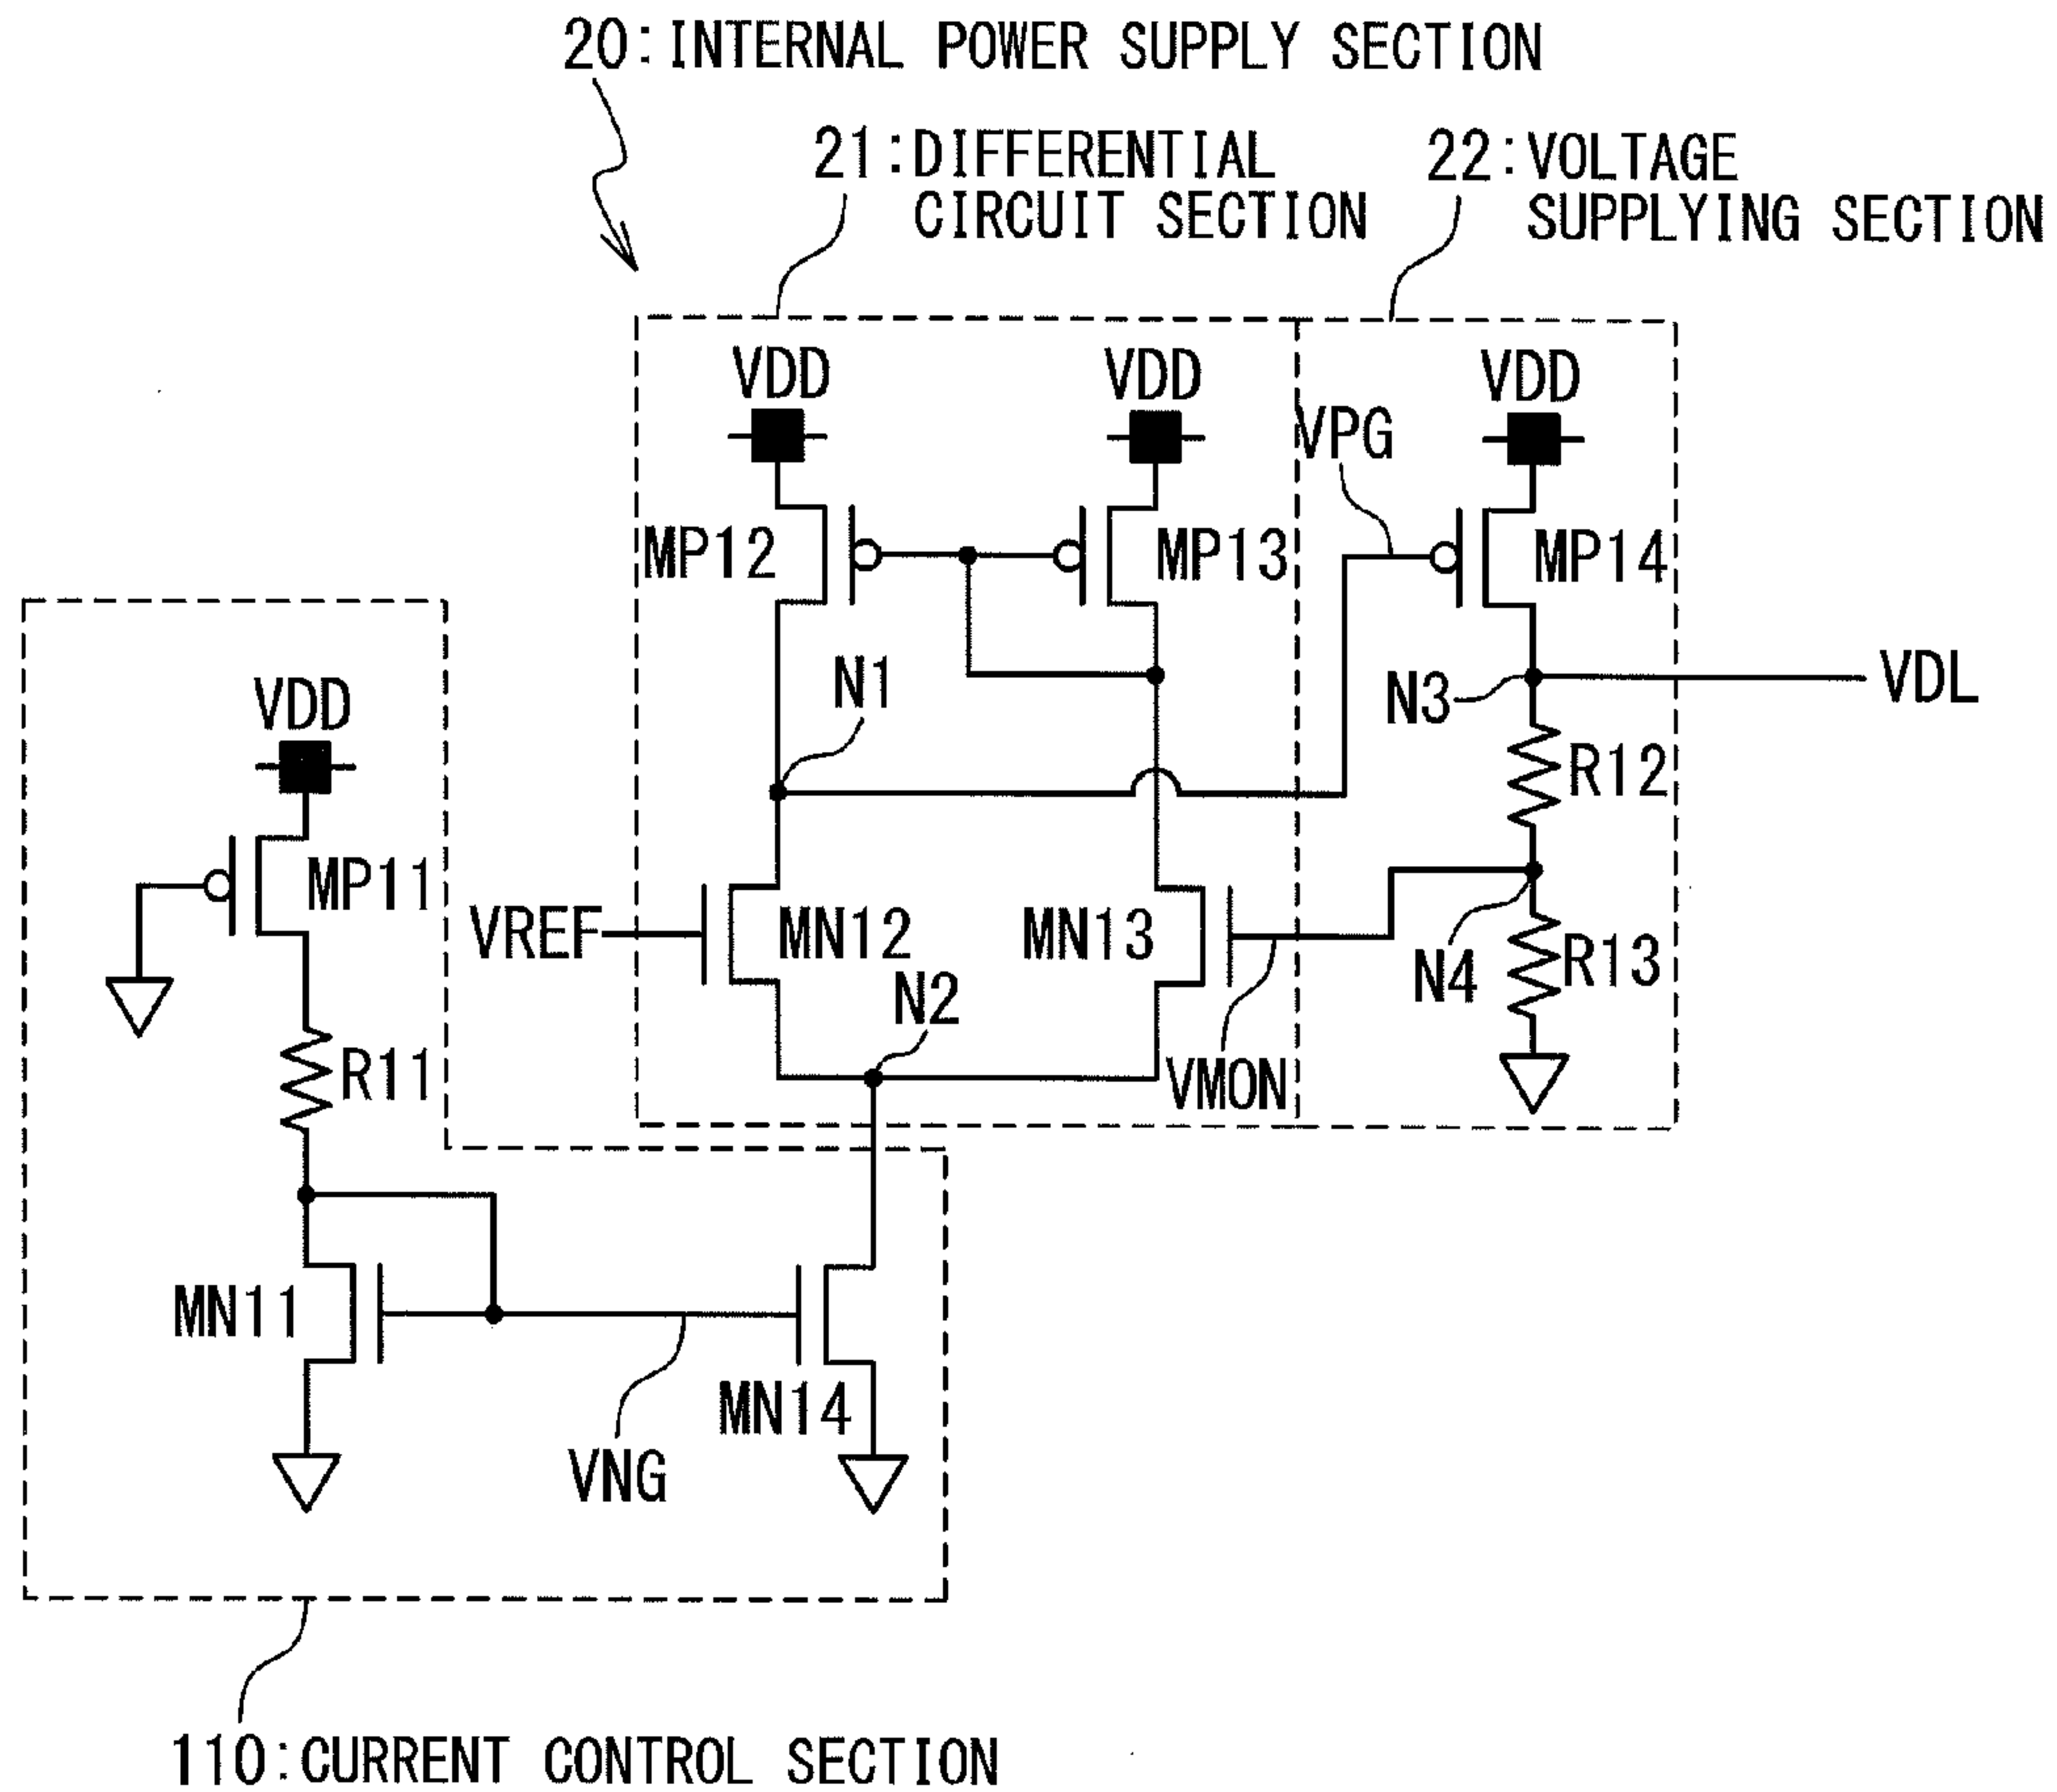 20:INTERNAL POWER SUPPLY SECTION
21:DIFFERENTIAL
CIRCUIT SECTION
22:VOLTAGE
SUPPLYING SECTION
VDD
VDD
VDD
VPG
MP12
MP13
MP14
N1
N3
VDL
VDD
R12
MP11
VREF
MN12
MN13
N4
R13
N2
R11
VMON
MN11
MN14
VNG
110:CURRENT CONTROL SECTION